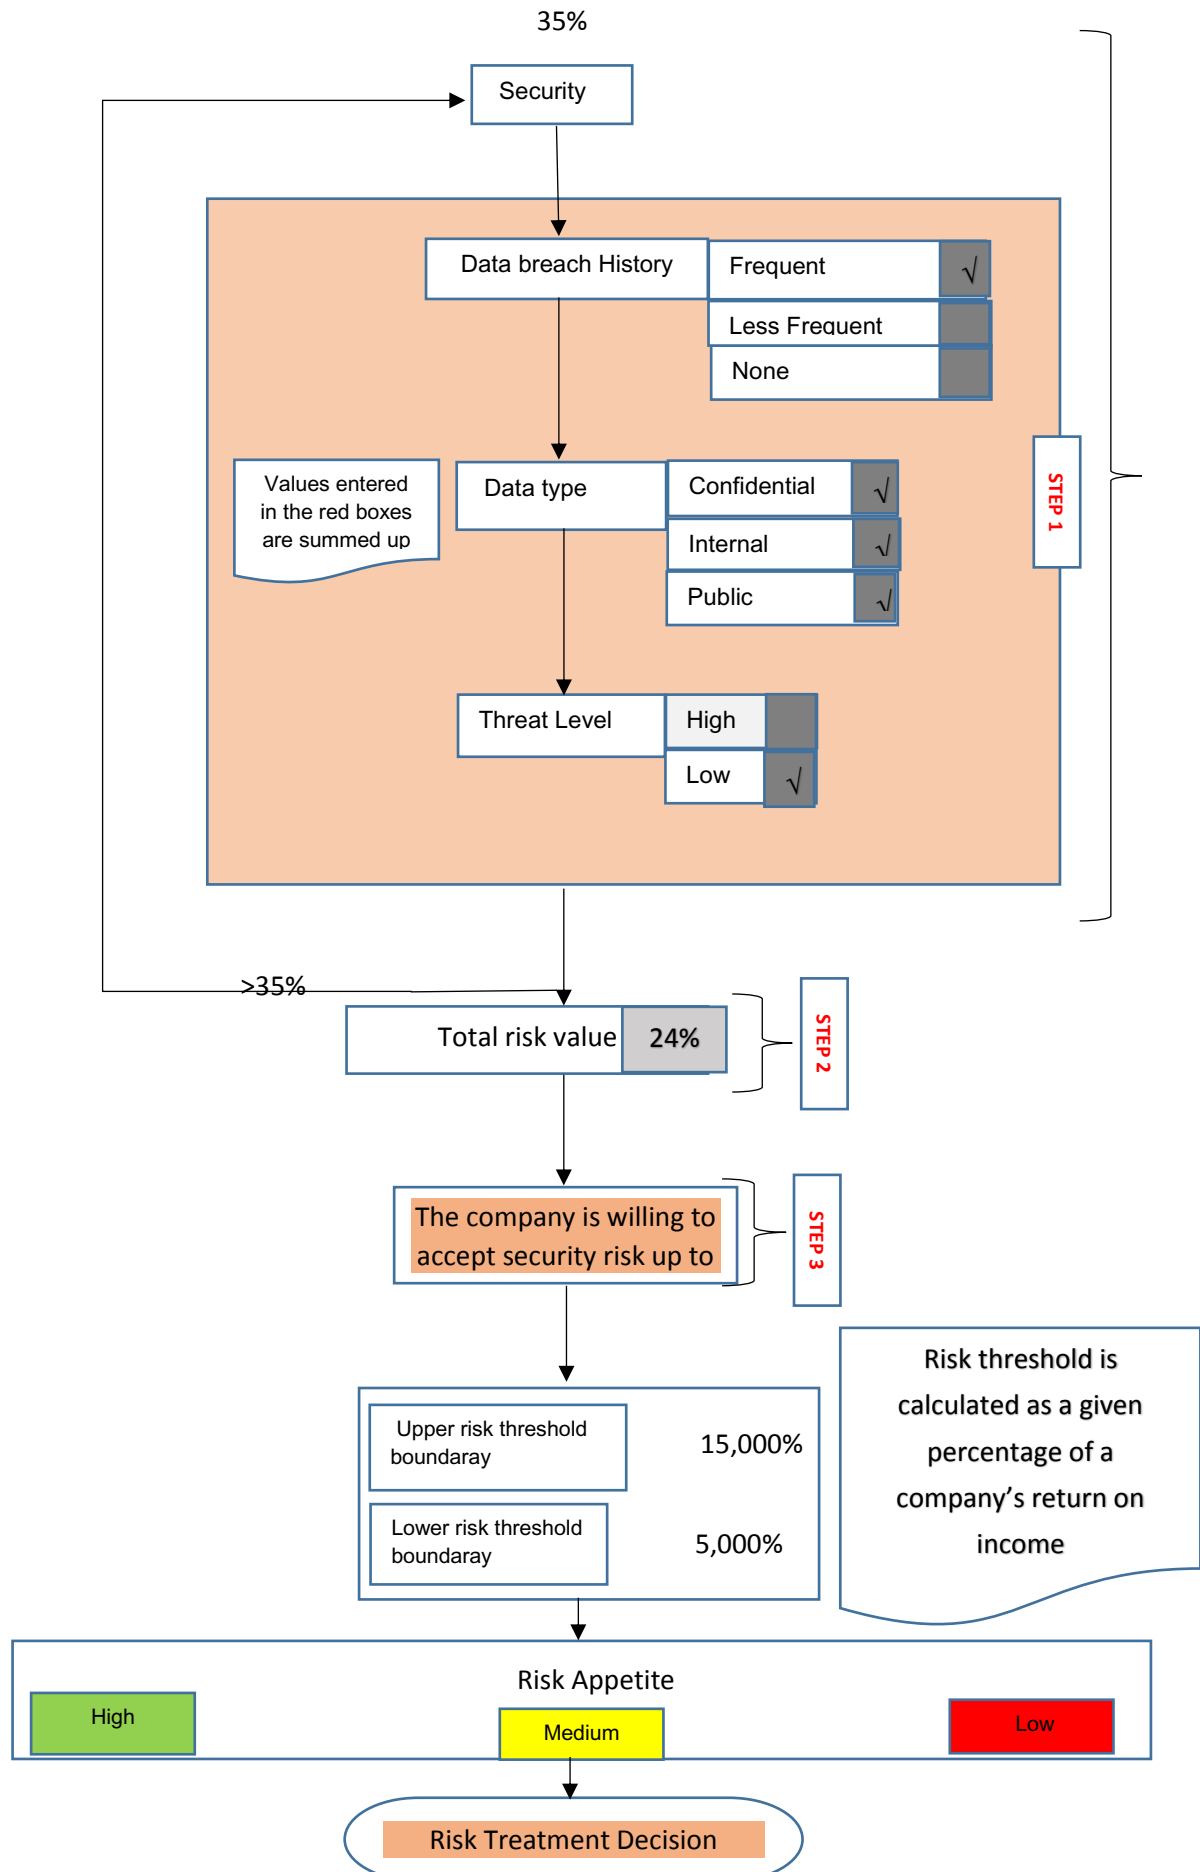 35%
Security
Data breach History
Frequent
√
Less Frequent
None
Values entered
in the red boxes
are summed up
Data type
Confidential
√
Internal
√
Public
√
STEP 1
Threat Level
High
Low
√
>35%
Total risk value
24%
STEP 2
The company is willing to
accept security risk up to
STEP 3
Upper risk threshold
boundaray
15,000%
Lower risk threshold
boundaray
5,000%
Risk threshold is
calculated as a given
percentage of a
company’s return on
income
Risk Appetite
High
Medium
Low
Risk Treatment Decision